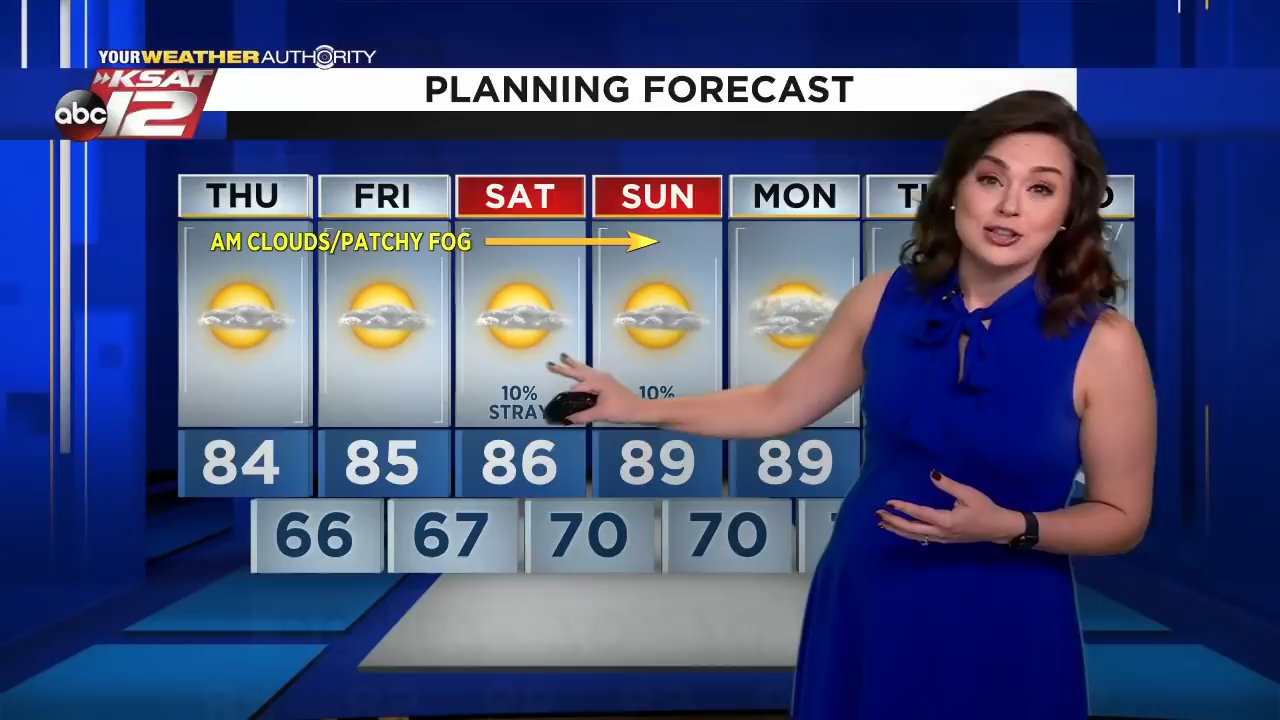 YOURWEATHERAUTHORITY
KSAT
abc 12
PLANNING FORECAST
THU FRI SAT SUN MON
AM CLOUDS/PATCHY FOG
10% 10%
STRAY
84 85 86 89 89
66 67 70 70